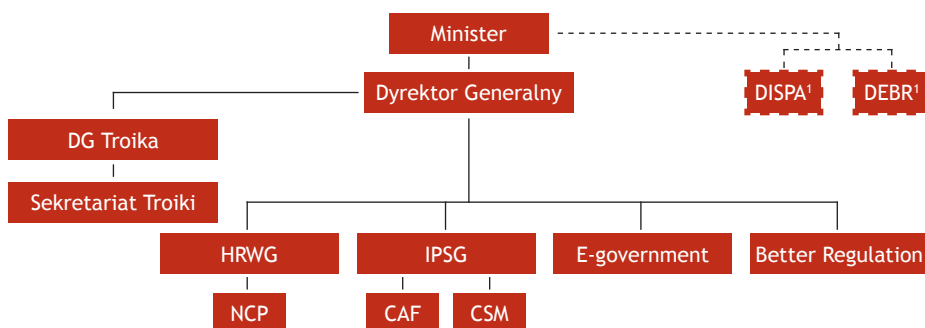 Minister
Dyrektor Generalny
DISPA¹
DEBR¹
DG Troika
Sekretariat Troiki
HRWG
IPSG
E-government
Better Regulation
NCP
CAF
CSM